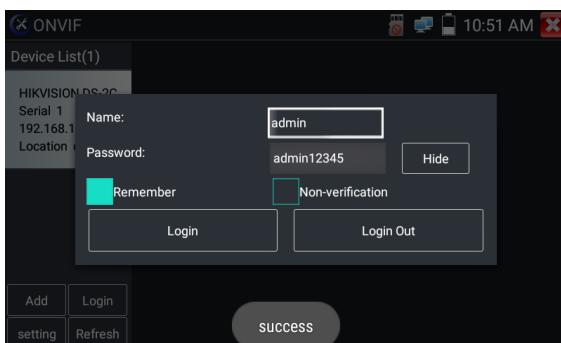 ONVIF
10:51 AM
Device List(1)
HIKVISION DS-2C
Serial 1
192.168.1
Location
Name:
admin
Password:
admin12345
Hide
Remember
Non-verification
Login
Login Out
Add
Login
setting
Refresh
success